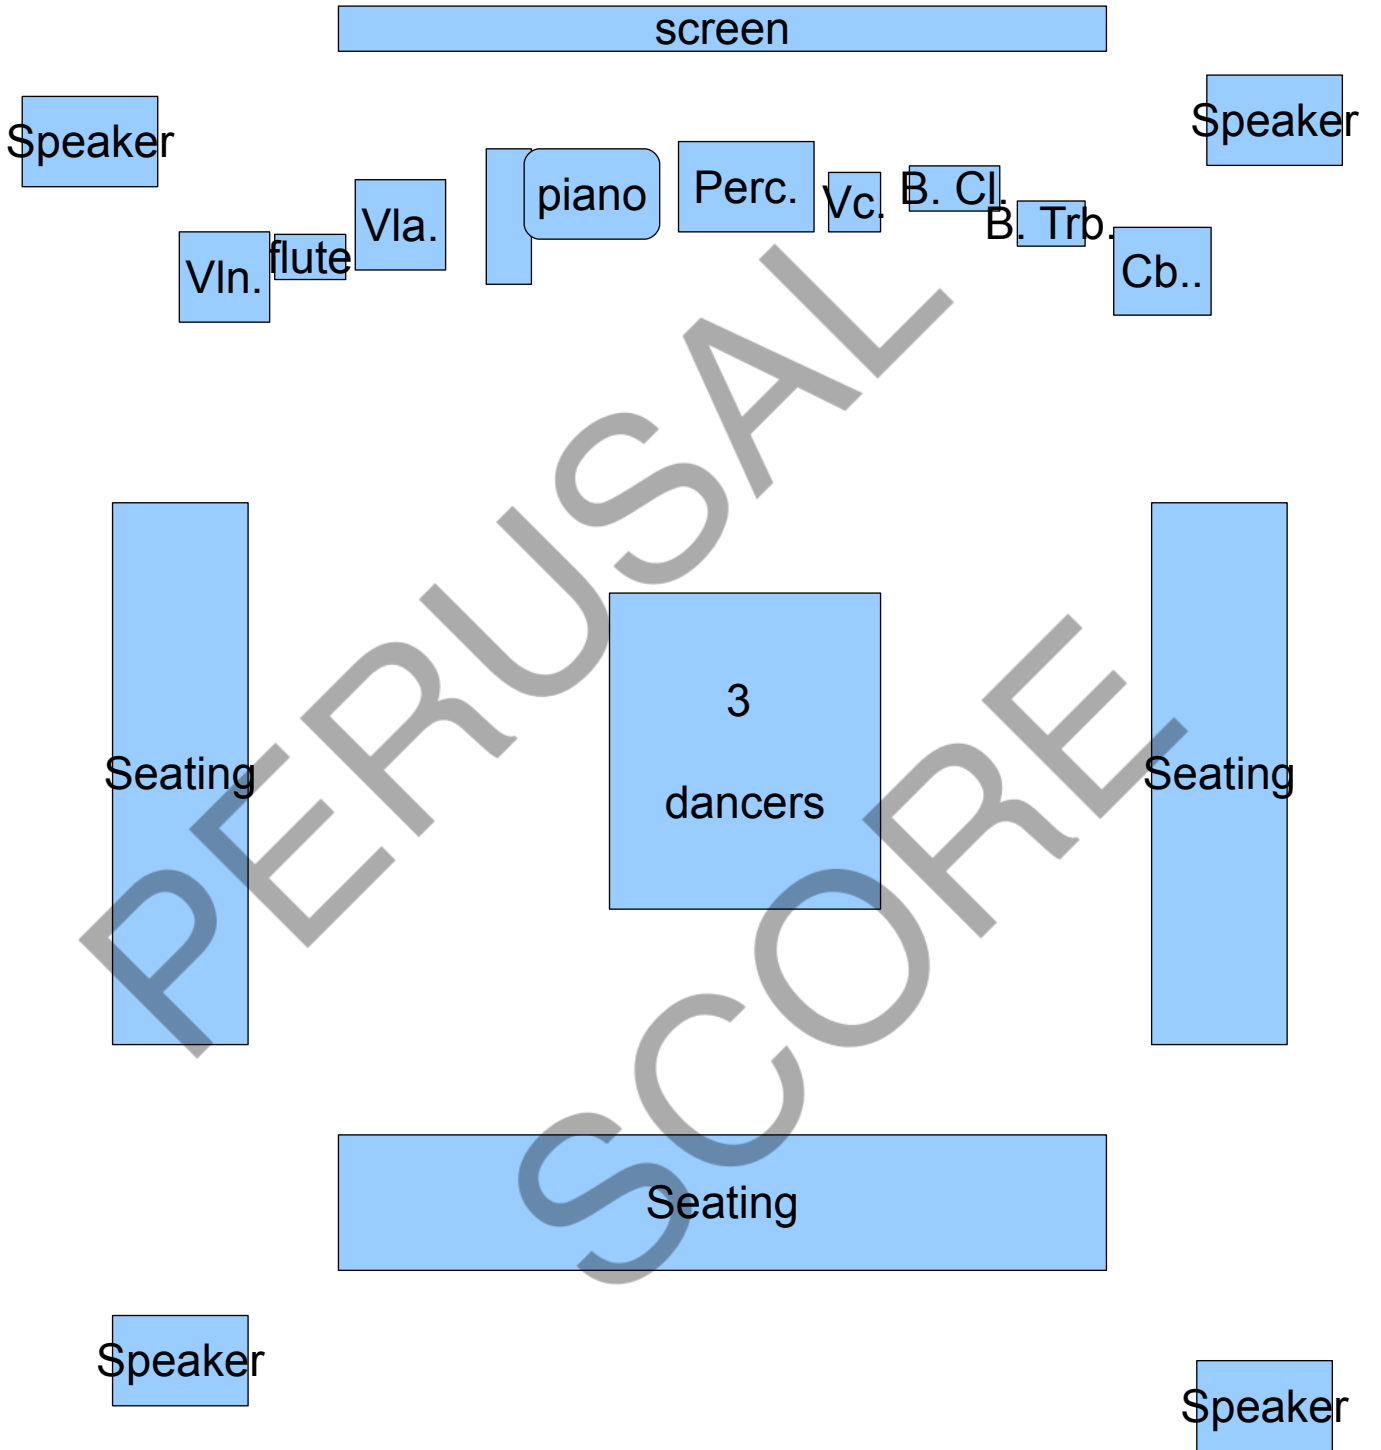 screen
Speaker
Speaker
Vln.
flute
Vla.
piano
Perc.
Vc.
B. Cl.
B. Trb.
Cb..
Seating
3
dancers
Seating
Seating
Speaker
Speaker
PERUSAL
SCORE